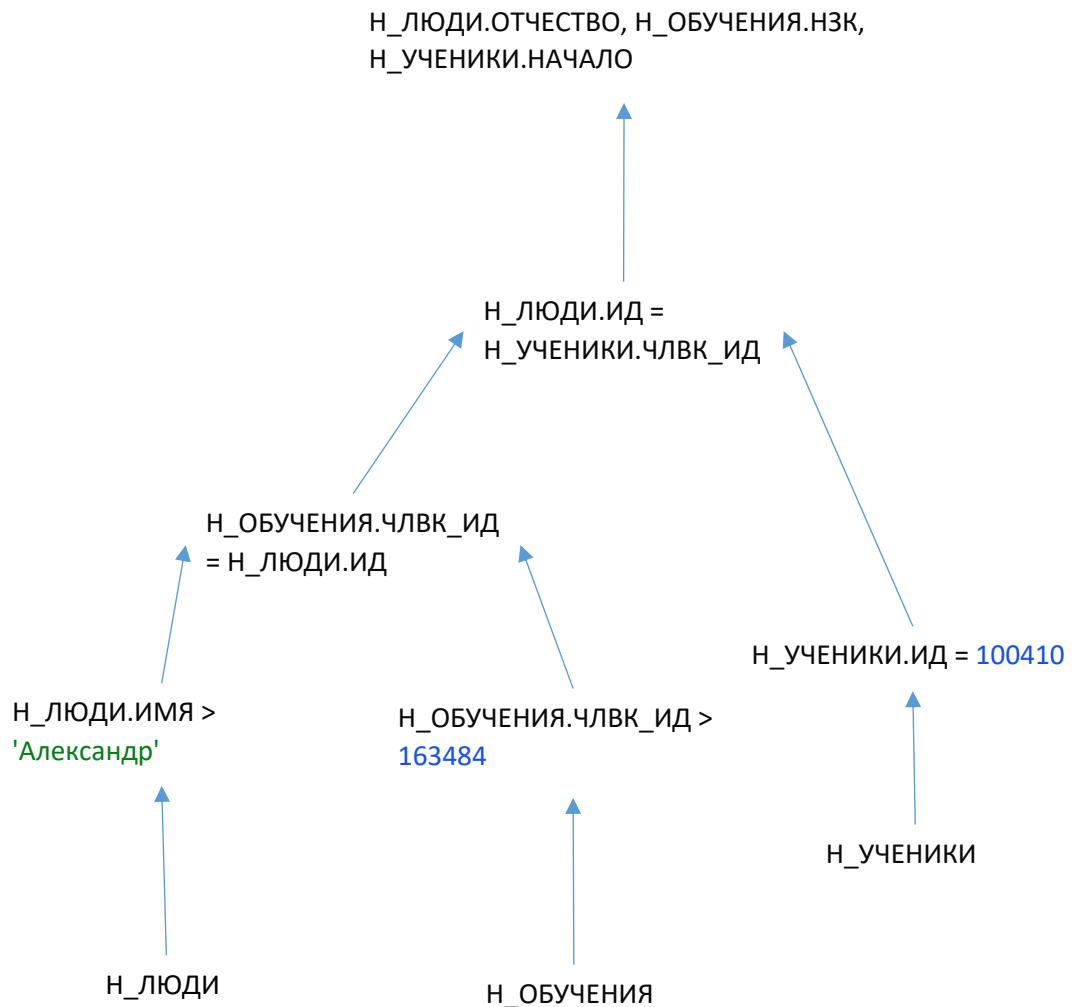 Н_ЛЮДИ.ОТЧЕСТВО, Н_ОБУЧЕНИЯ.НЗК,
Н_УЧЕНИКИ.НАЧАЛО
Н_ЛЮДИ.ИД =
Н_УЧЕНИКИ.ЧЛВК_ИД
Н_ОБУЧЕНИЯ.ЧЛВК_ИД
= Н_ЛЮДИ.ИД
Н_УЧЕНИКИ.ИД = 100410
Н_ЛЮДИ.ИМЯ >
'Александр'
Н_ОБУЧЕНИЯ.ЧЛВК_ИД >
163484
Н_УЧЕНИКИ
Н_ЛЮДИ
Н_ОБУЧЕНИЯ